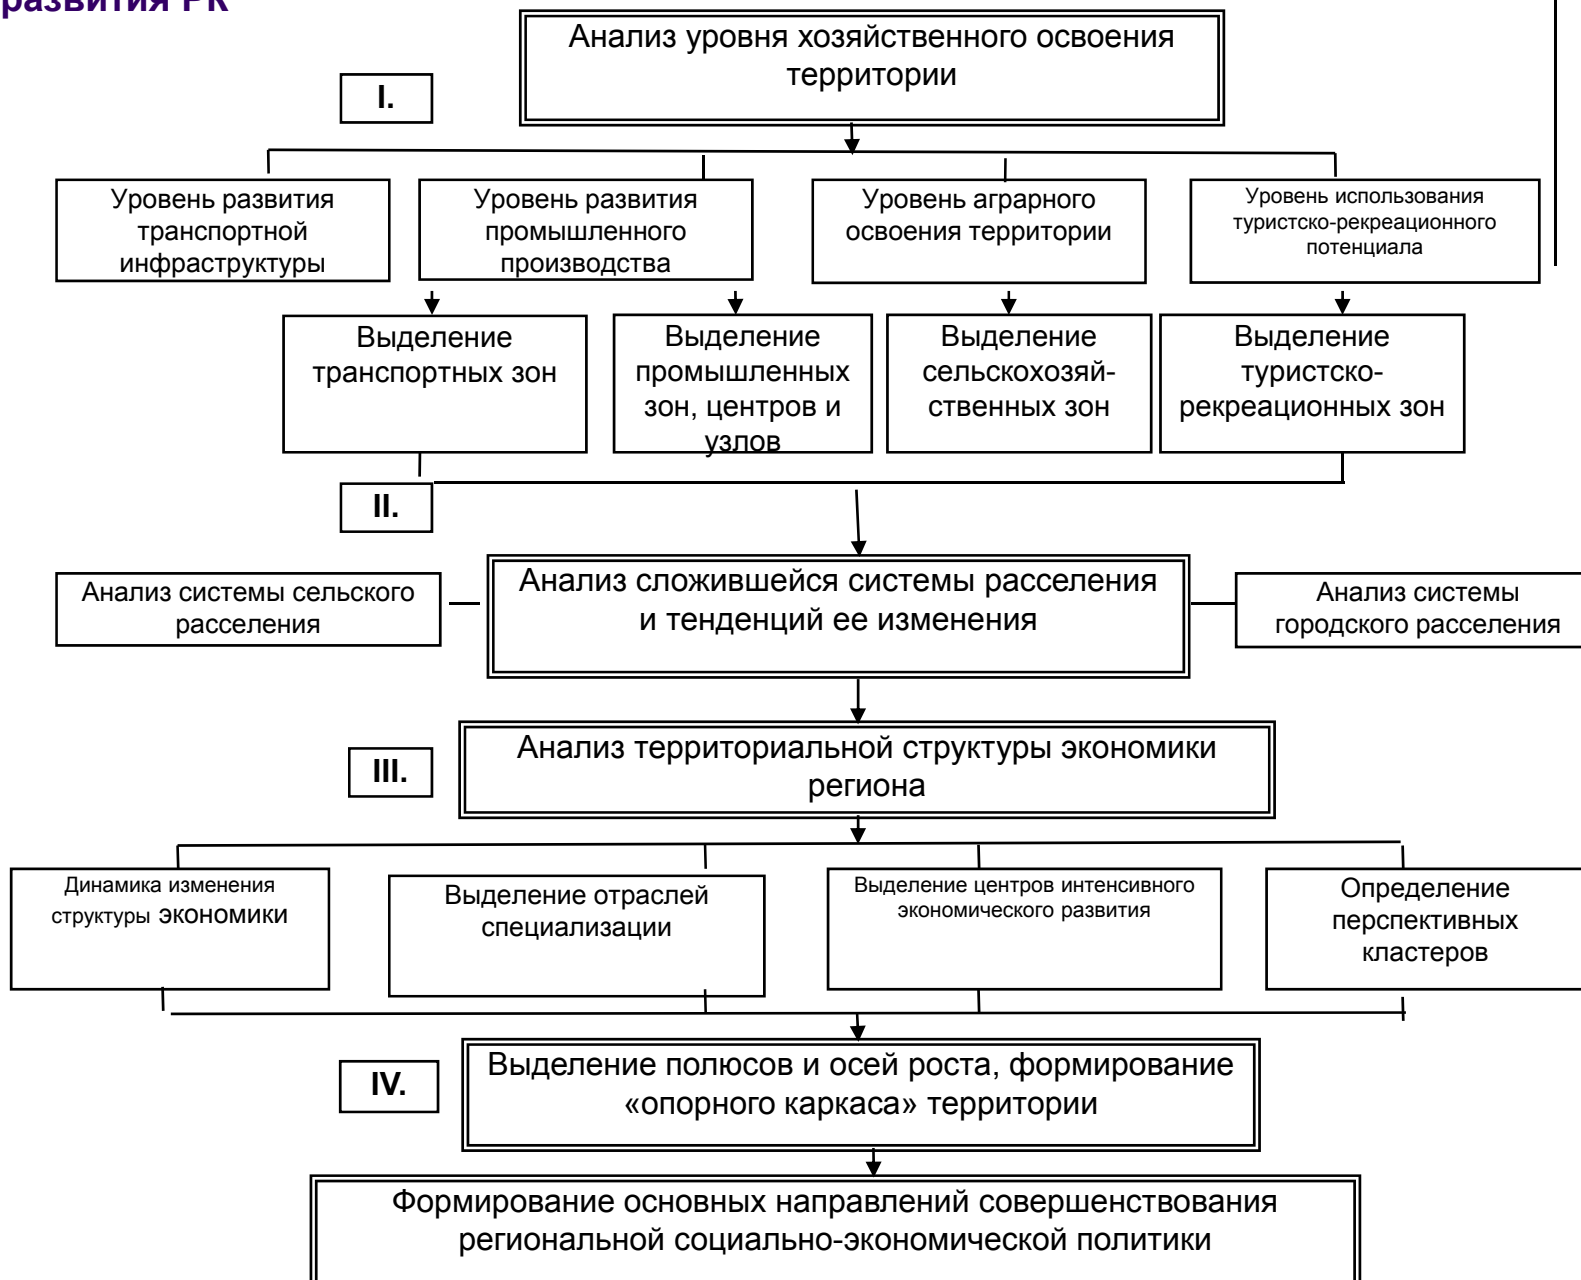 развития РК
Анализ уровня хозяйственного освоения
территории
I.
Уровень развития
транспортной
инфраструктуры
Уровень развития
промышленного
производства
Уровень аграрного
освоения территории
Уровень использования
туристско-рекреационного
потенциала
Выделение
транспортных зон
Выделение
промышленных
зон, центров и
узлов
Выделение
сельскохозяй-
ственных зон
Выделение
туристско-
рекреационных зон
II.
Анализ системы сельского
расселения
Анализ сложившейся системы расселения
и тенденций ее изменения
Анализ системы
городского расселения
III.
Анализ территориальной структуры экономики
региона
Динамика изменения
структуры экономики
Выделение отраслей
специализации
Выделение центров интенсивного
экономического развития
Определение
перспективных
кластеров
IV.
Выделение полюсов и осей роста, формирование
«опорного каркаса» территории
Формирование основных направлений совершенствования
региональной социально-экономической политики